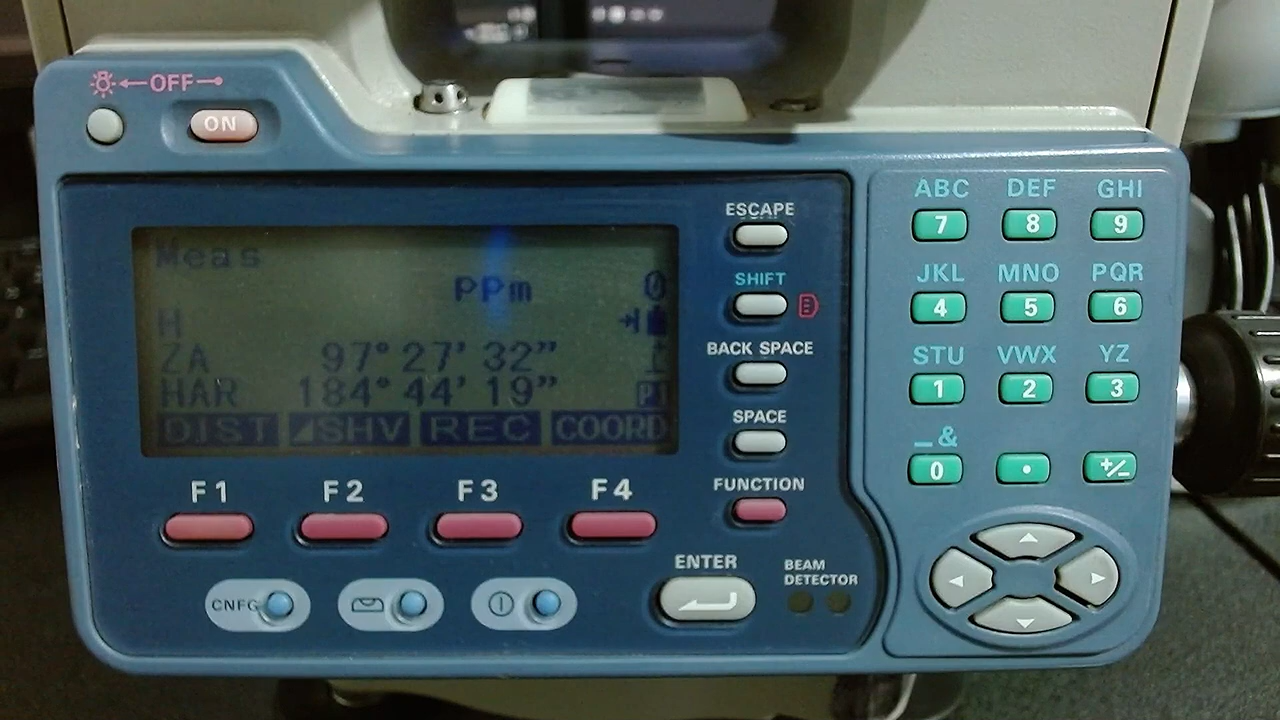 ←OFF
ON
Meas
PPm 0
H
ZA 97° 27' 32"
HAR 184° 44' 19" P1
DIST ◢SHV REC COORD
F1 F2 F3 F4
CNFG
ESCAPE
SHIFT
BACK SPACE
SPACE
FUNCTION
ENTER
BEAM
DETECTOR
ABC DEF GHI
7 8 9
JKL MNO PQR
4 5 6
STU VWX YZ
1 2 3
_&
0 . +/-